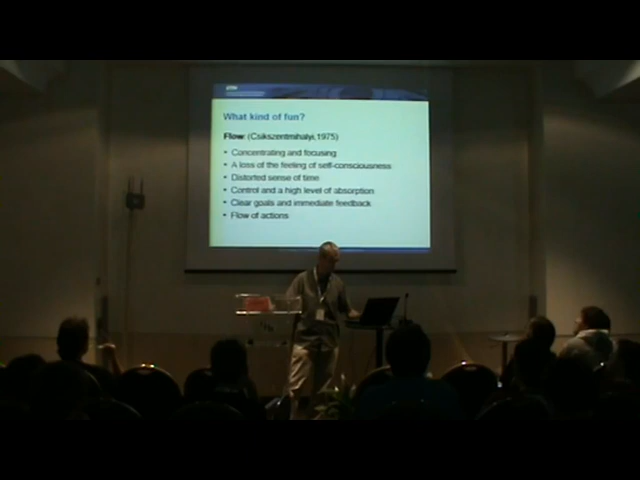 What kind of fun?
Flow: (Csikszentmihalyi,1975)
• Concentrating and focusing
• A loss of the feeling of self-consciousness
• Distorted sense of time
• Control and a high level of absorption
• Clear goals and immediate feedback
• Flow of actions